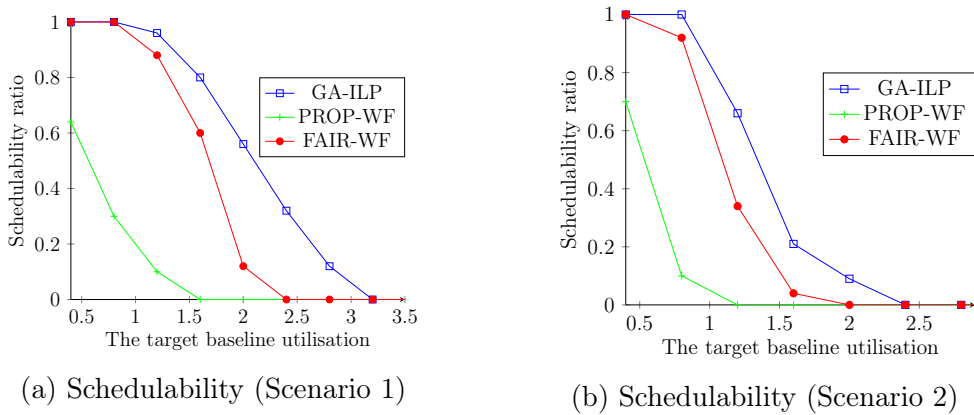 1
0.8
0.6
0.4
0.2
0
Schedulability ratio
GA-ILP
PROP-WF
FAIR-WF
0.5 1 1.5 2 2.5 3 3.5
The target baseline utilisation
(a) Schedulability (Scenario 1)
1
0.8
0.6
0.4
0.2
0
Schedulability ratio
GA-ILP
PROP-WF
FAIR-WF
0.5 1 1.5 2 2.5
The target baseline utilisation
(b) Schedulability (Scenario 2)